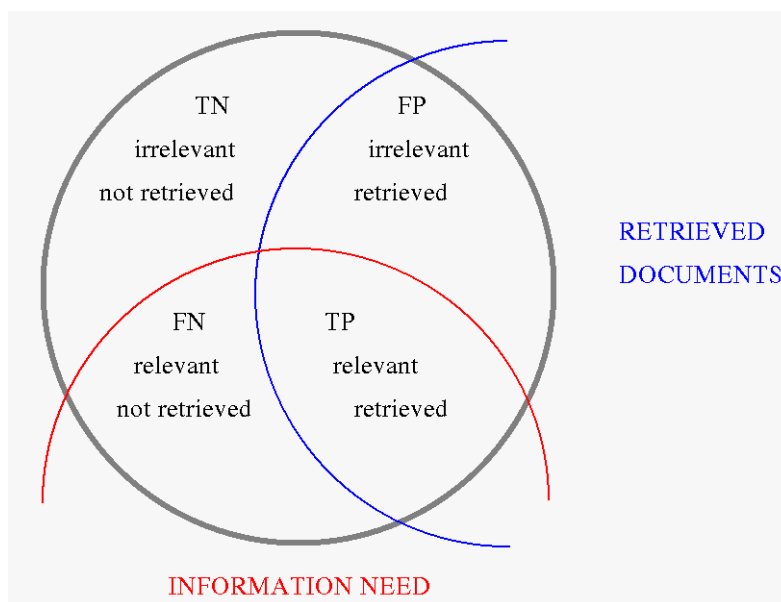 TN
irrelevant
not retrieved
FP
irrelevant
retrieved
RETRIEVED
DOCUMENTS
FN
relevant
not retrieved
TP
relevant
retrieved
INFORMATION NEED